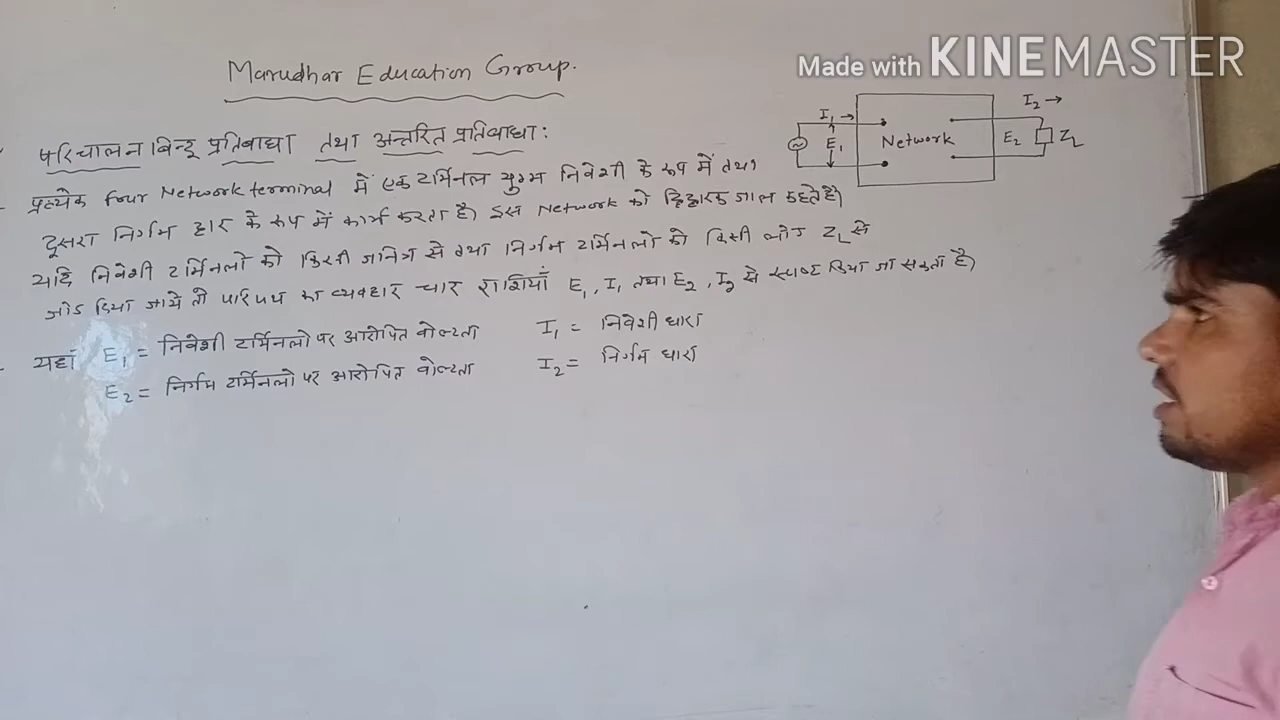 Made with KINEMASTER
Marudhar Education Group.
परिचालन बिन्दू प्रतिबाधा तथा अन्तरित प्रतिबाधा :
प्रत्येक four Network terminal में एक टर्मिनल युग्म निवेशी के रूप में तथा
दूसरा निर्गम द्वार के रूप में कार्य करता है। इस Network को द्विद्वारक जाल कहते है।
यदि निवेशी टर्मिनलो को किसी जनित्र से तथा निर्गम टर्मिनलो को किसी लोड ZL से
जोड दिया जाये तो परिपथ का व्यवहार चार राशियाँ E1, I1 तथा E2, I2 से स्पष्ट किया जा सकता है।
यहां E1 = निवेशी टर्मिनलो पर आरोपित वोल्टता I1 = निवेशी धारा
E2 = निर्गम टर्मिनलो पर आरोपित वोल्टता I2 = निर्गम धारा
I1 → I2 →
E1 Network E2 ZL